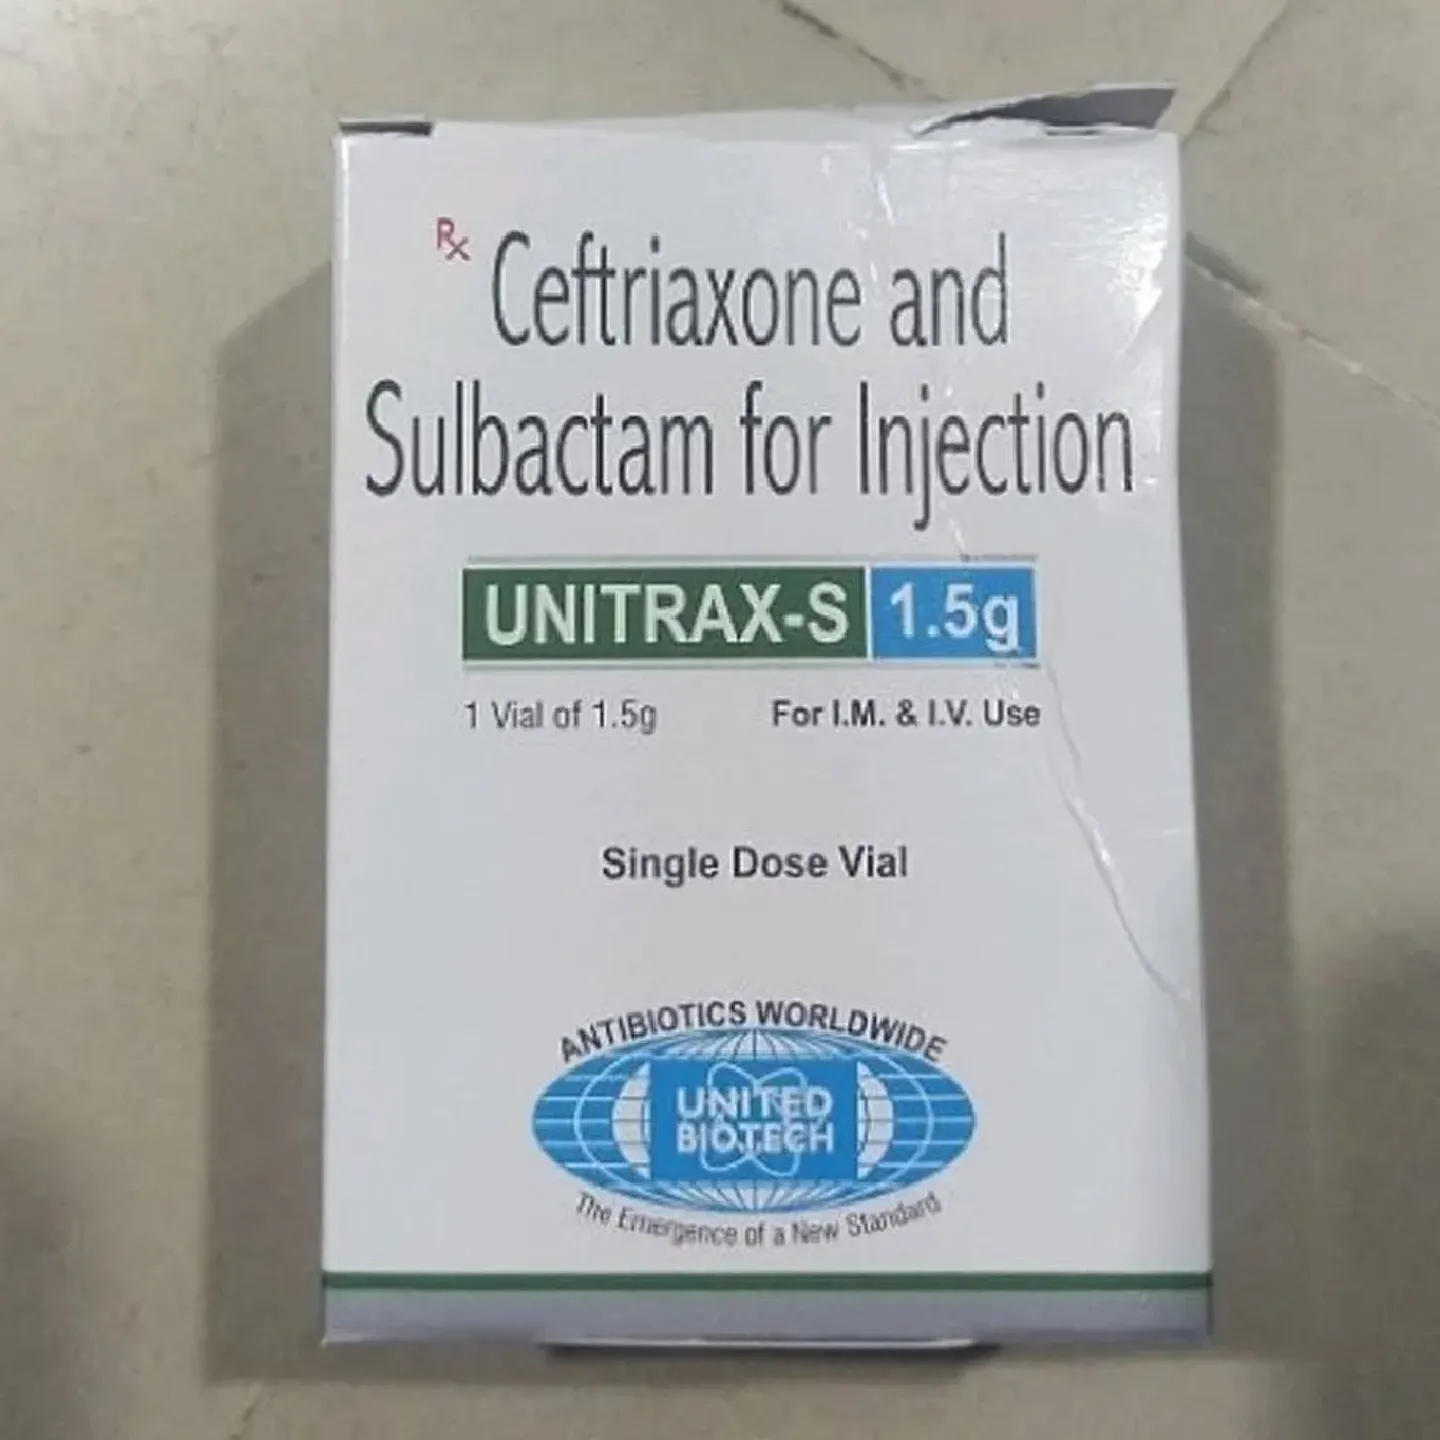 Rx Ceftriaxone and
Sulbactam for Injection
UNITRAX-S 1.5g
1 Vial of 1.5g For I.M. & I.V. Use
Single Dose Vial
ANTIBIOTICS WORLDWIDE
UNITED
BIOTECH
The Emergence of a New Standard